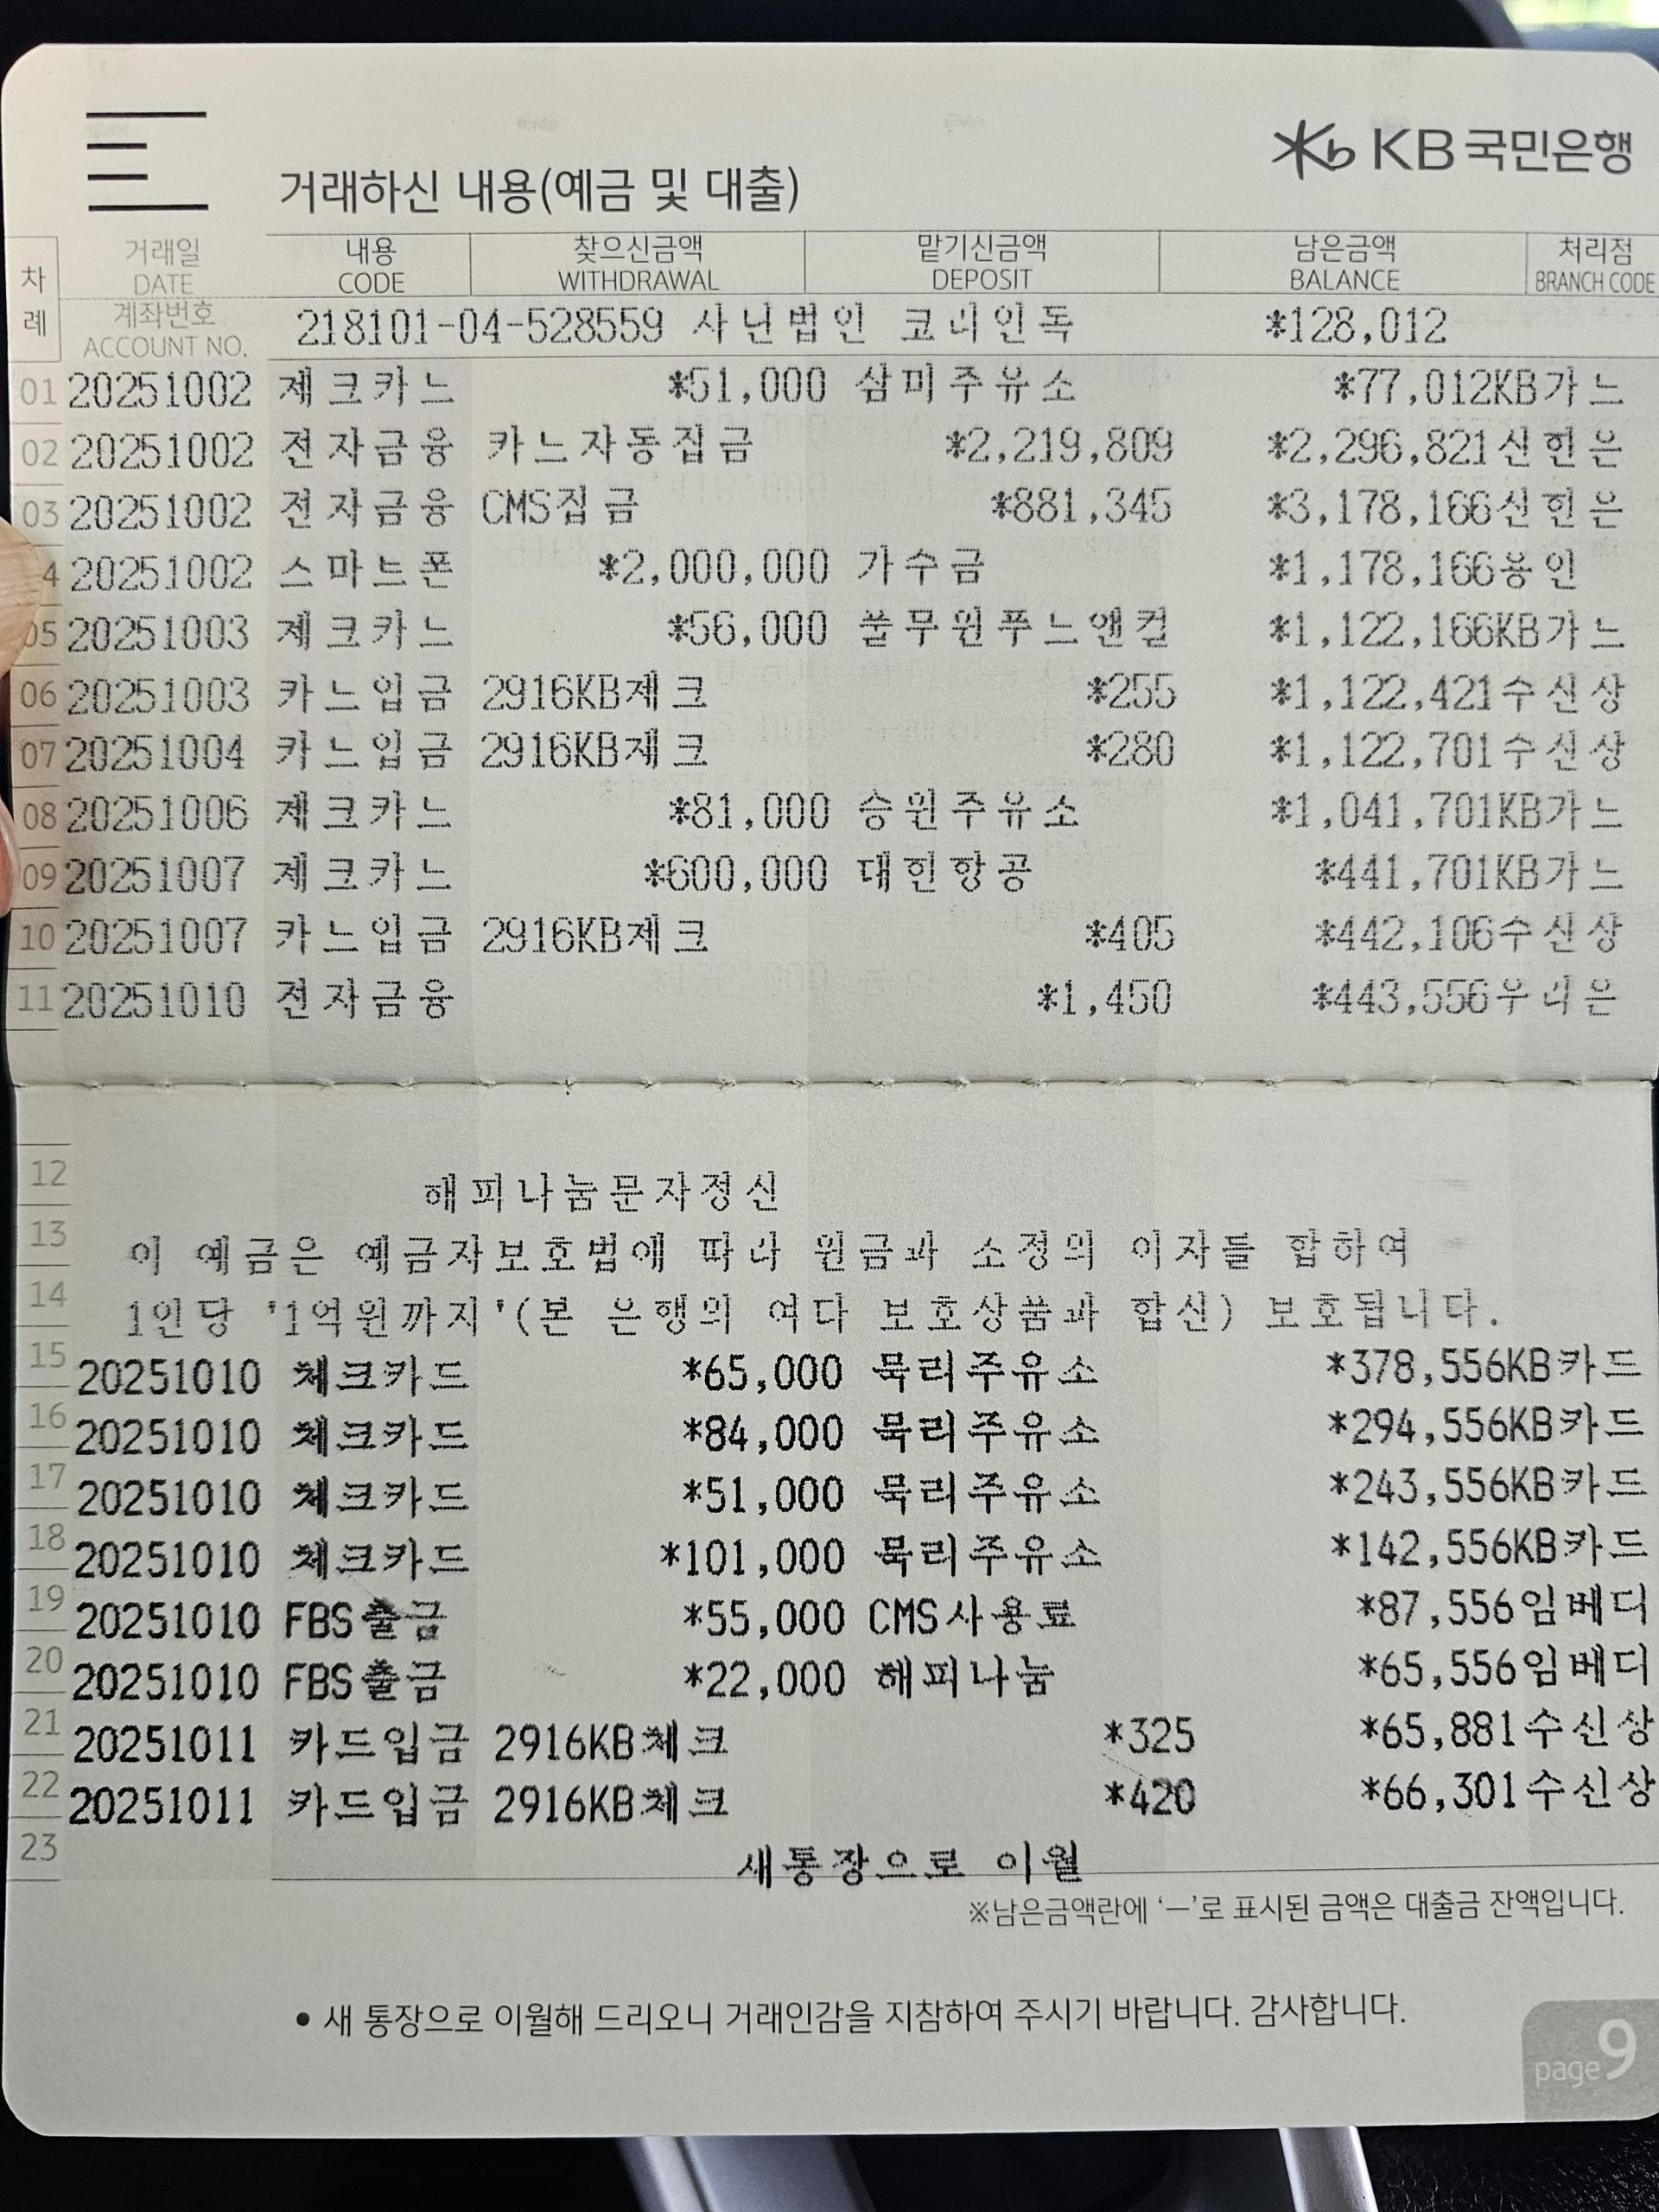 KB국민은행
거래하신 내용(예금 및 대출)
차례 거래일 DATE 내용 CODE 찾으신금액 WITHDRAWAL 맡기신금액 DEPOSIT 남은금액 BALANCE 처리점 BRANCH CODE
계좌번호 ACCOUNT NO. 218101-04-528559 사단법인 코리인독 *128,012
01 20251002 체크카드 *51,000 삼미주유소 *77,012KB카드
02 20251002 전자금융 카드자동집금 *2,219,809 *2,296,821신한은
03 20251002 전자금융 CMS집금 *881,345 *3,178,166신한은
4 20251002 스마트폰 *2,000,000 가수금 *1,178,166용인
05 20251003 체크카드 *56,000 풀무원푸드앤컬 *1,122,166KB카드
06 20251003 카드입금 2916KB체크 *255 *1,122,421수신상
07 20251004 카드입금 2916KB체크 *280 *1,122,701수신상
08 20251006 체크카드 *81,000 승원주유소 *1,041,701KB카드
09 20251007 체크카드 *600,000 대한항공 *441,701KB카드
10 20251007 카드입금 2916KB체크 *405 *442,106수신상
11 20251010 전자금융 *1,450 *443,556우리은
12 해피나눔문자정신
13 이 예금은 예금자보호법에 따라 원금과 소정의 이자를 합하여
14 1인당 '1억원까지'(본 은행의 여타 보호상품과 합산) 보호됩니다.
15 20251010 체크카드 *65,000 묵리주유소 *378,556KB카드
16 20251010 체크카드 *84,000 묵리주유소 *294,556KB카드
17 20251010 체크카드 *51,000 묵리주유소 *243,556KB카드
18 20251010 체크카드 *101,000 묵리주유소 *142,556KB카드
19 20251010 FBS출금 *55,000 CMS사용료 *87,556임베디
20 20251010 FBS출금 *22,000 해피나눔 *65,556임베디
21 20251011 카드입금 2916KB체크 *325 *65,881수신상
22 20251011 카드입금 2916KB체크 *420 *66,301수신상
23 새통장으로 이월
※남은금액란에 '—'로 표시된 금액은 대출금 잔액입니다.
• 새 통장으로 이월해 드리오니 거래인감을 지참하여 주시기 바랍니다. 감사합니다.
page 9